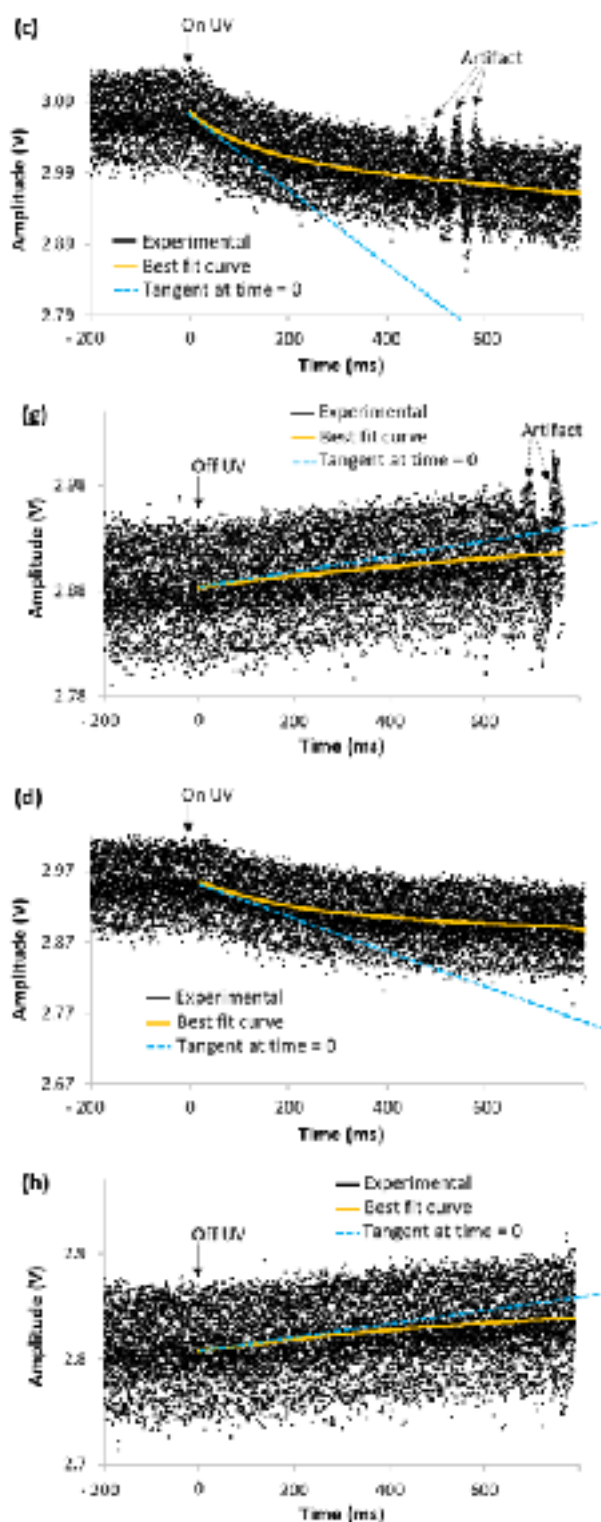 (c)
On UV
Artifact
Amplitude (V)
3.09
2.99
2.89
2.79
Experimental
Best fit curve
Tangent at time = 0
-200 0 200 400 600
Time (ms)
(g)
Experimental
Best fit curve
Tangent at time = 0
Artifact
Off UV
Amplitude (V)
2.98
2.88
2.78
-200 0 200 400 600
Time (ms)
(d)
On UV
Amplitude (V)
2.97
2.87
2.77
2.67
Experimental
Best fit curve
Tangent at time = 0
-200 0 200 400 600
Time (ms)
(h)
Experimental
Best fit curve
Tangent at time = 0
Off UV
Amplitude (V)
2.9
2.8
2.7
-200 0 200 400 600
Time (ms)